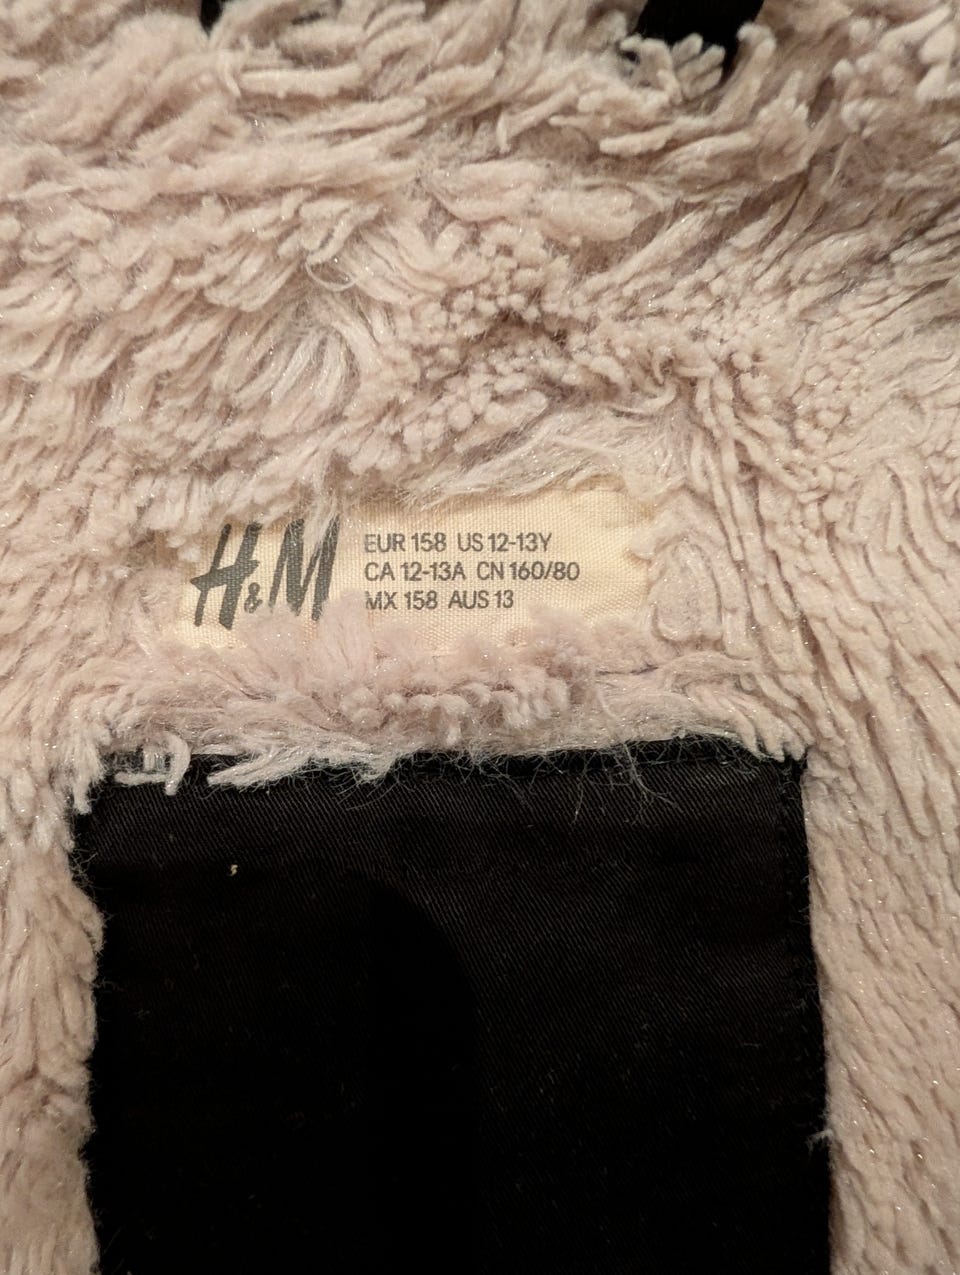 H&M
EUR 158 US 12-13Y
CA 12-13A CN 160/80
MX 158 AUS 13